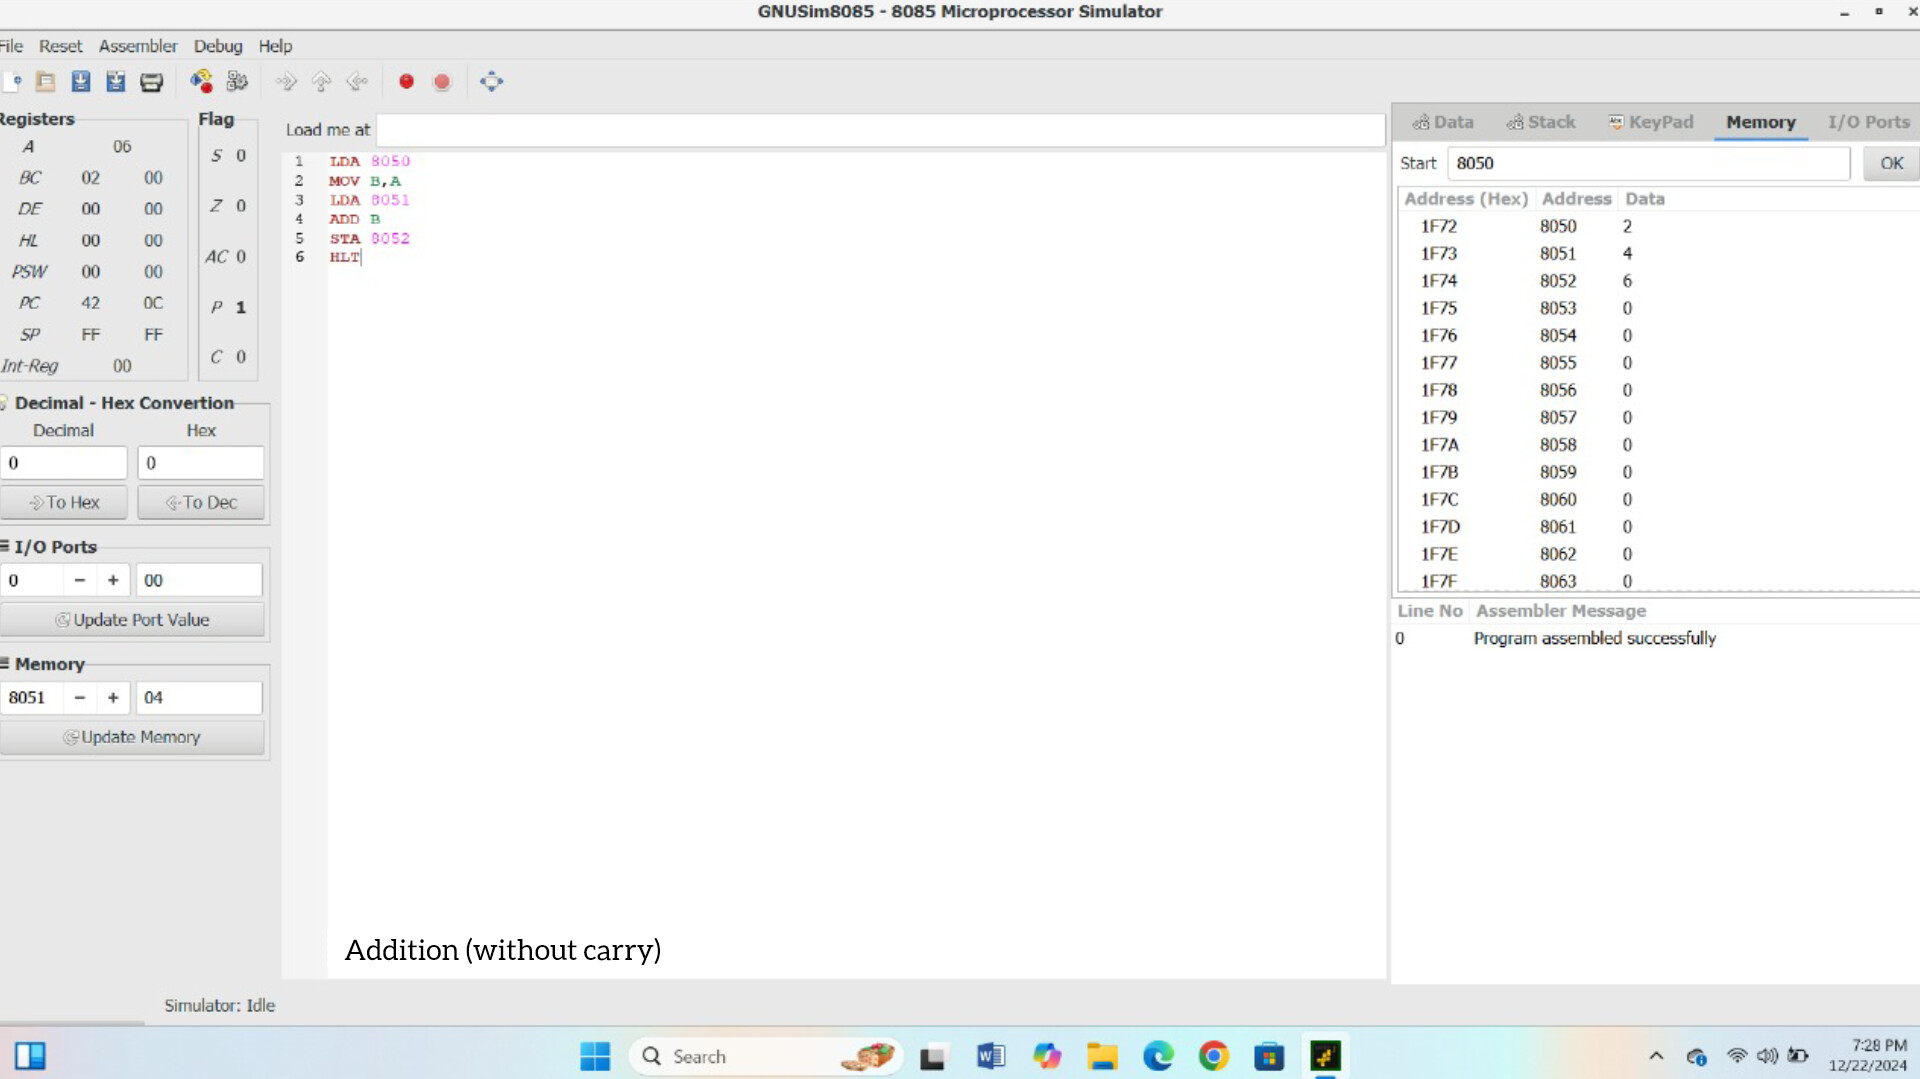 GNUSim8085 - 8085 Microprocessor Simulator
File Reset Assembler Debug Help
Registers
A 06
BC 02 00
DE 00 00
HL 00 00
PSW 00 00
PC 42 0C
SP FF FF
Int-Reg 00
Flag
S 0
Z 0
AC 0
P 1
C 0
Decimal - Hex Convertion
Decimal Hex
0 0
To Hex To Dec
I/O Ports
0 - + 00
Update Port Value
Memory
8051 - + 04
Update Memory
Load me at
1 LDA 8050
2 MOV B,A
3 LDA 8051
4 ADD B
5 STA 8052
6 HLT
Addition (without carry)
Data Stack KeyPad Memory I/O Ports
Start 8050 OK
Address (Hex) Address Data
1F72 8050 2
1F73 8051 4
1F74 8052 6
1F75 8053 0
1F76 8054 0
1F77 8055 0
1F78 8056 0
1F79 8057 0
1F7A 8058 0
1F7B 8059 0
1F7C 8060 0
1F7D 8061 0
1F7E 8062 0
1F7F 8063 0
Line No Assembler Message
0 Program assembled successfully
Simulator: Idle
Search
7:28 PM
12/22/2024